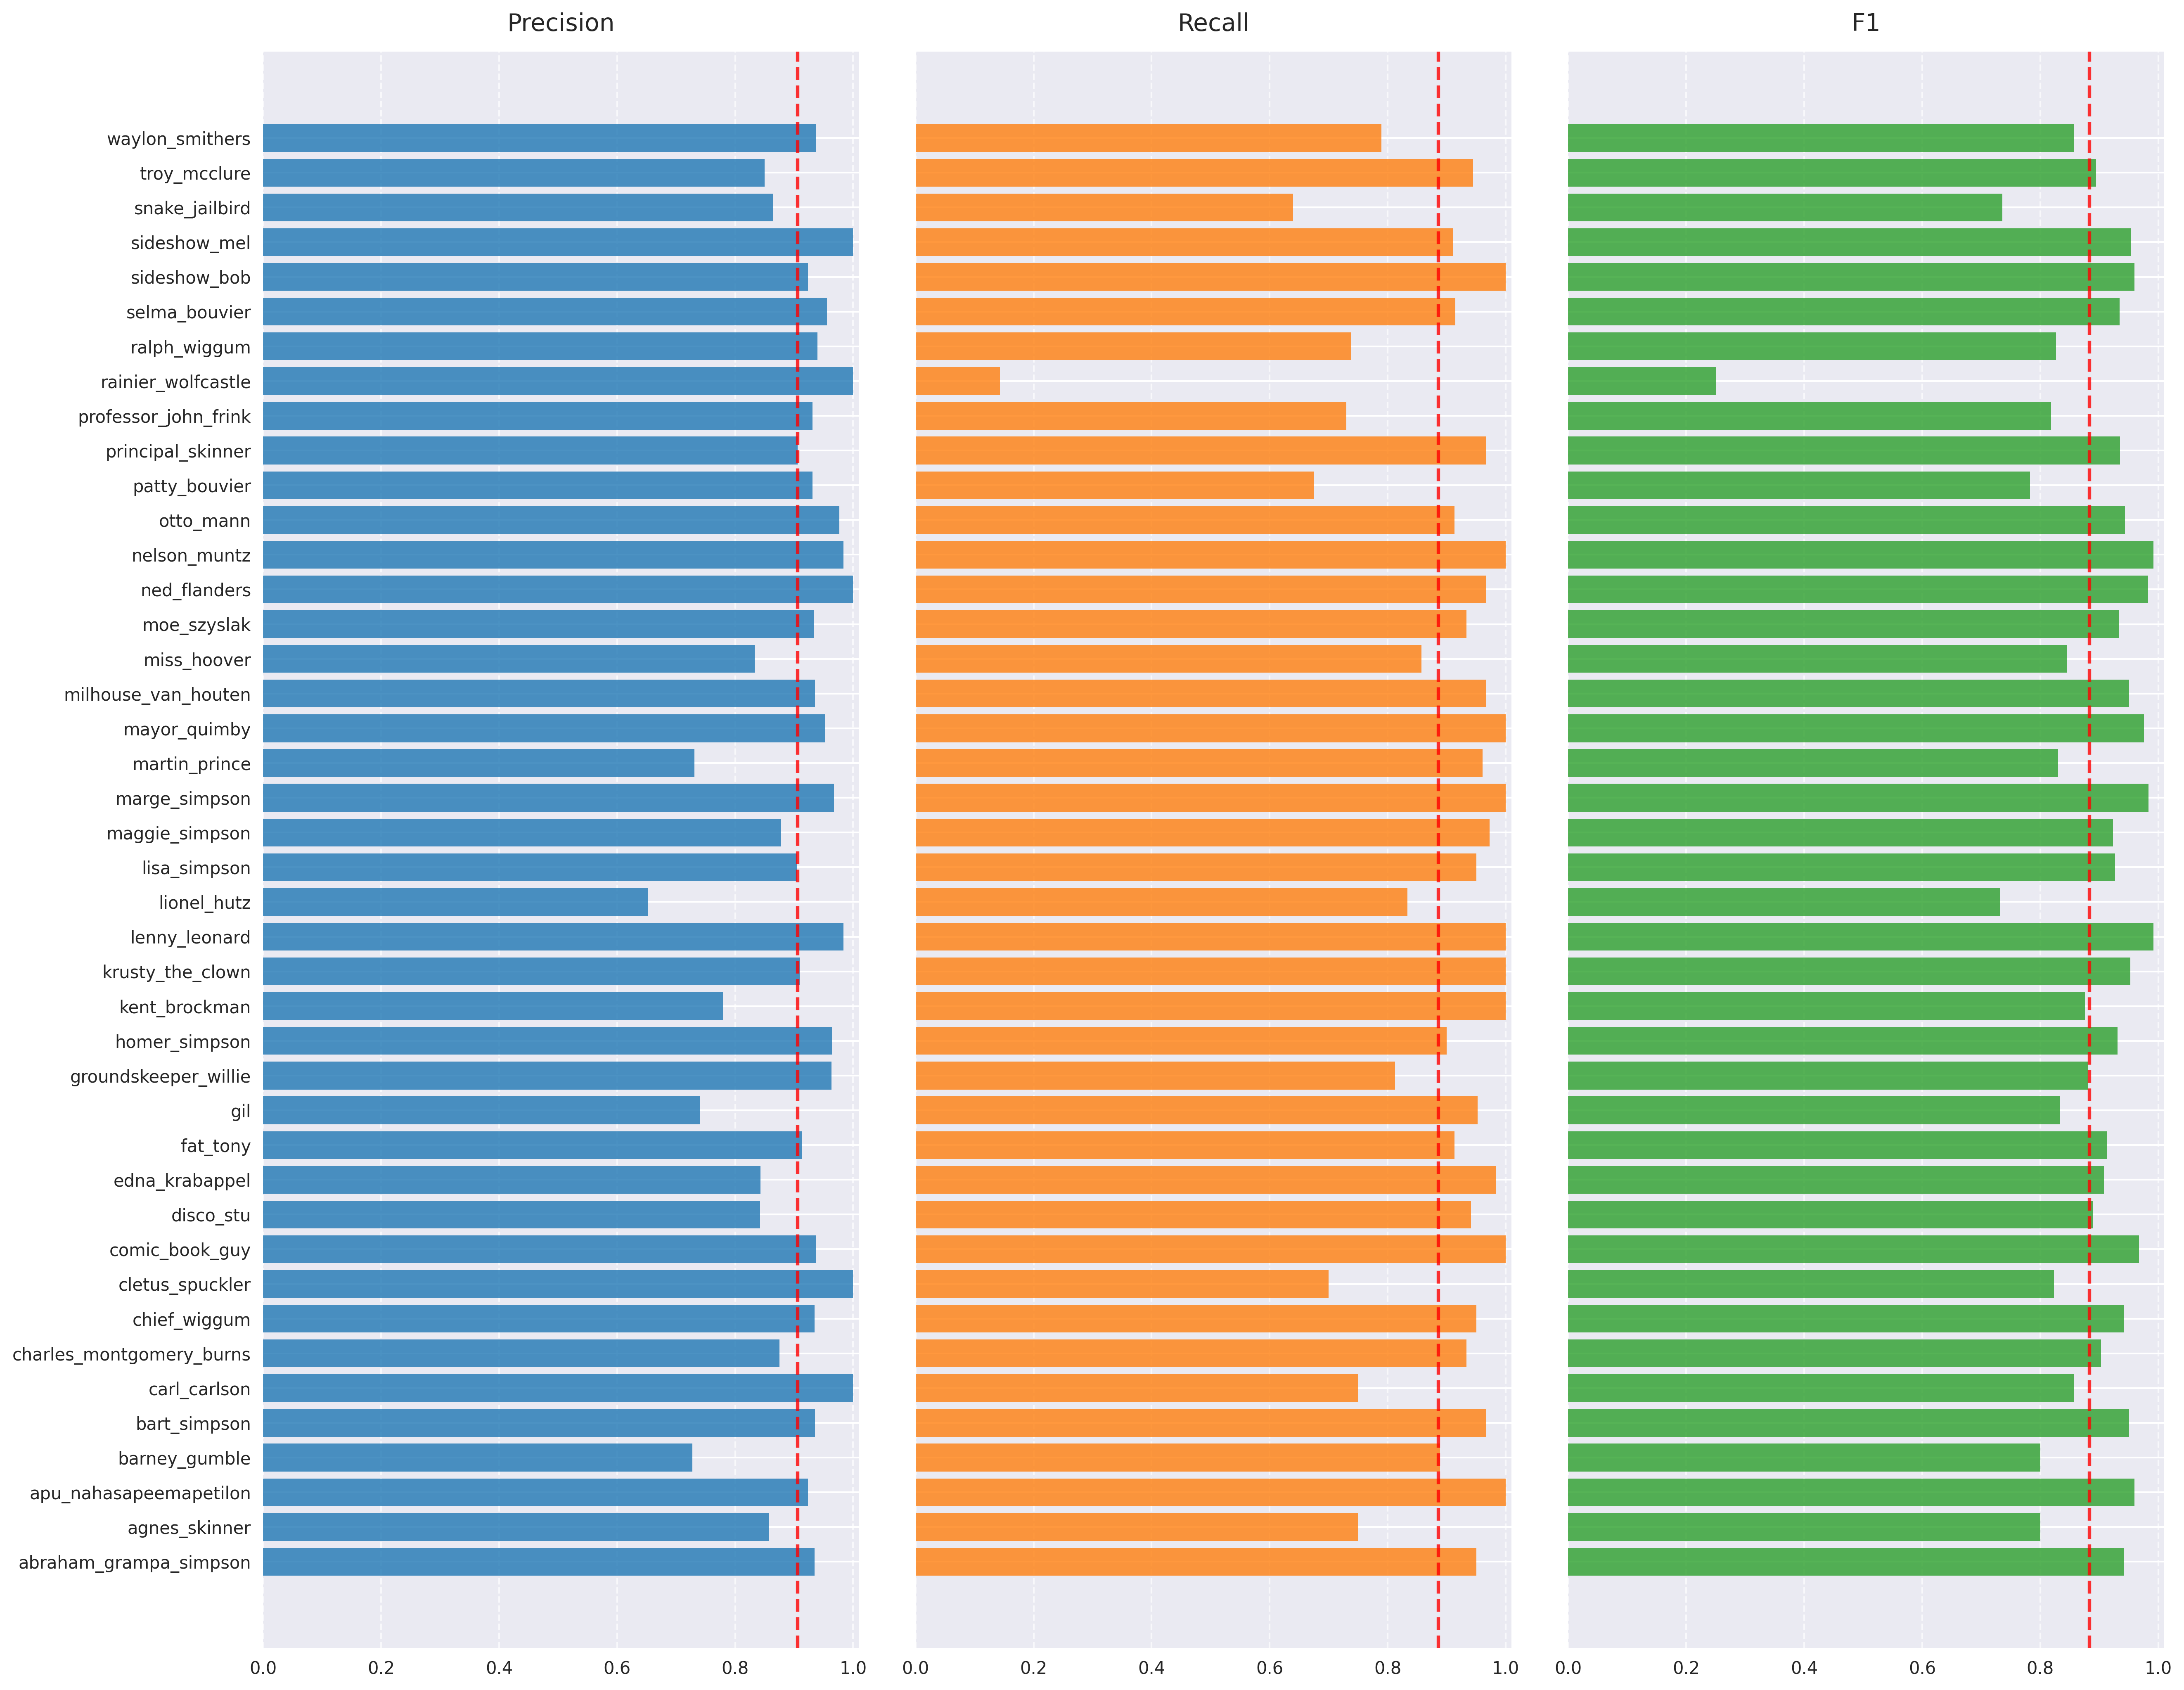 Precision Recall F1
waylon_smithers
troy_mcclure
snake_jailbird
sideshow_mel
sideshow_bob
selma_bouvier
ralph_wiggum
rainier_wolfcastle
professor_john_frink
principal_skinner
patty_bouvier
otto_mann
nelson_muntz
ned_flanders
moe_szyslak
miss_hoover
milhouse_van_houten
mayor_quimby
martin_prince
marge_simpson
maggie_simpson
lisa_simpson
lionel_hutz
lenny_leonard
krusty_the_clown
kent_brockman
homer_simpson
groundskeeper_willie
gil
fat_tony
edna_krabappel
disco_stu
comic_book_guy
cletus_spuckler
chief_wiggum
charles_montgomery_burns
carl_carlson
bart_simpson
barney_gumble
apu_nahasapeemapetilon
agnes_skinner
abraham_grampa_simpson
0.0 0.2 0.4 0.6 0.8 1.0 0.0 0.2 0.4 0.6 0.8 1.0 0.0 0.2 0.4 0.6 0.8 1.0